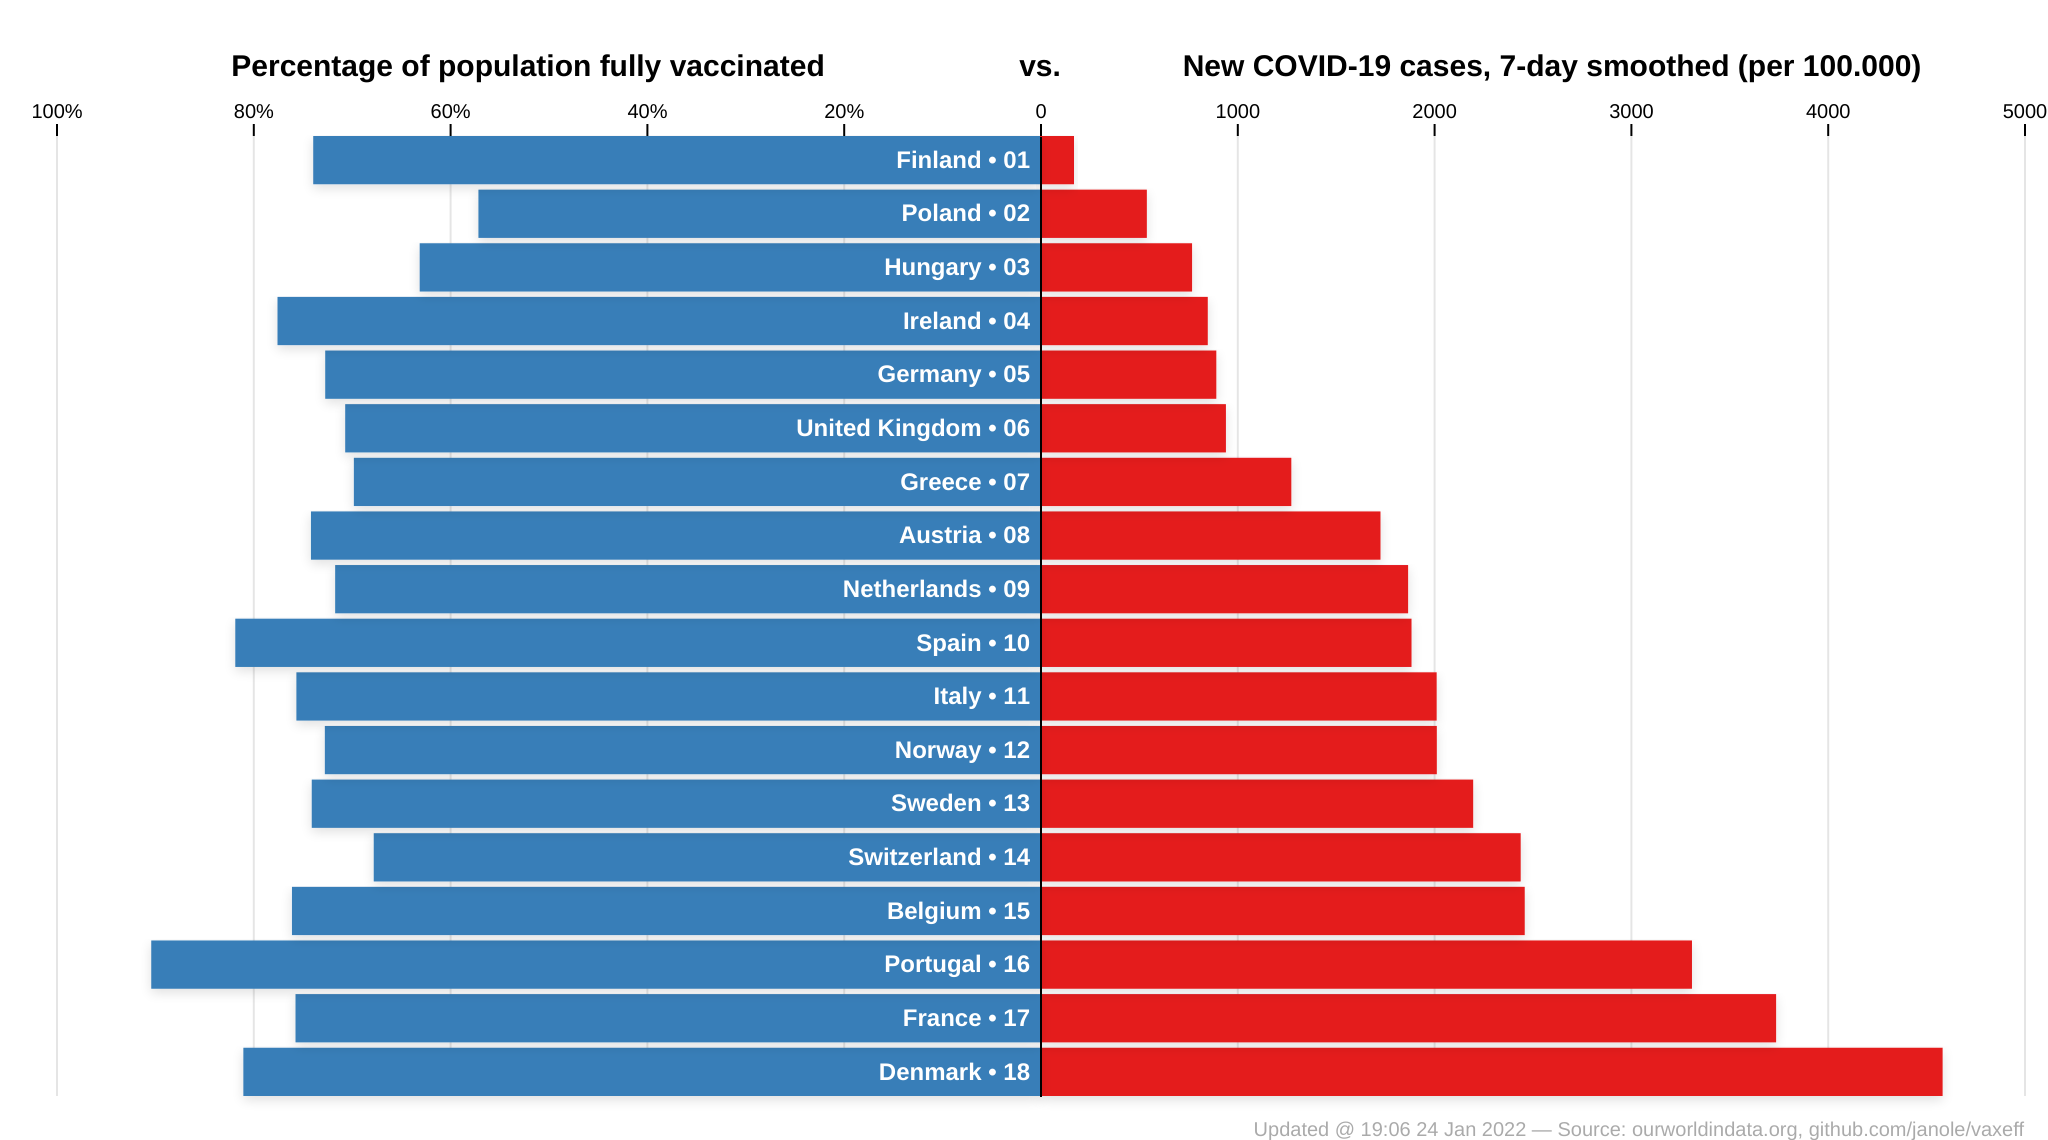 Percentage of population fully vaccinated vs. New COVID-19 cases, 7-day smoothed (per 100.000)
100% 80% 60% 40% 20% 0 1000 2000 3000 4000 5000
Finland • 01
Poland • 02
Hungary • 03
Ireland • 04
Germany • 05
United Kingdom • 06
Greece • 07
Austria • 08
Netherlands • 09
Spain • 10
Italy • 11
Norway • 12
Sweden • 13
Switzerland • 14
Belgium • 15
Portugal • 16
France • 17
Denmark • 18
Updated @ 19:06 24 Jan 2022 — Source: ourworldindata.org, github.com/janole/vaxeff